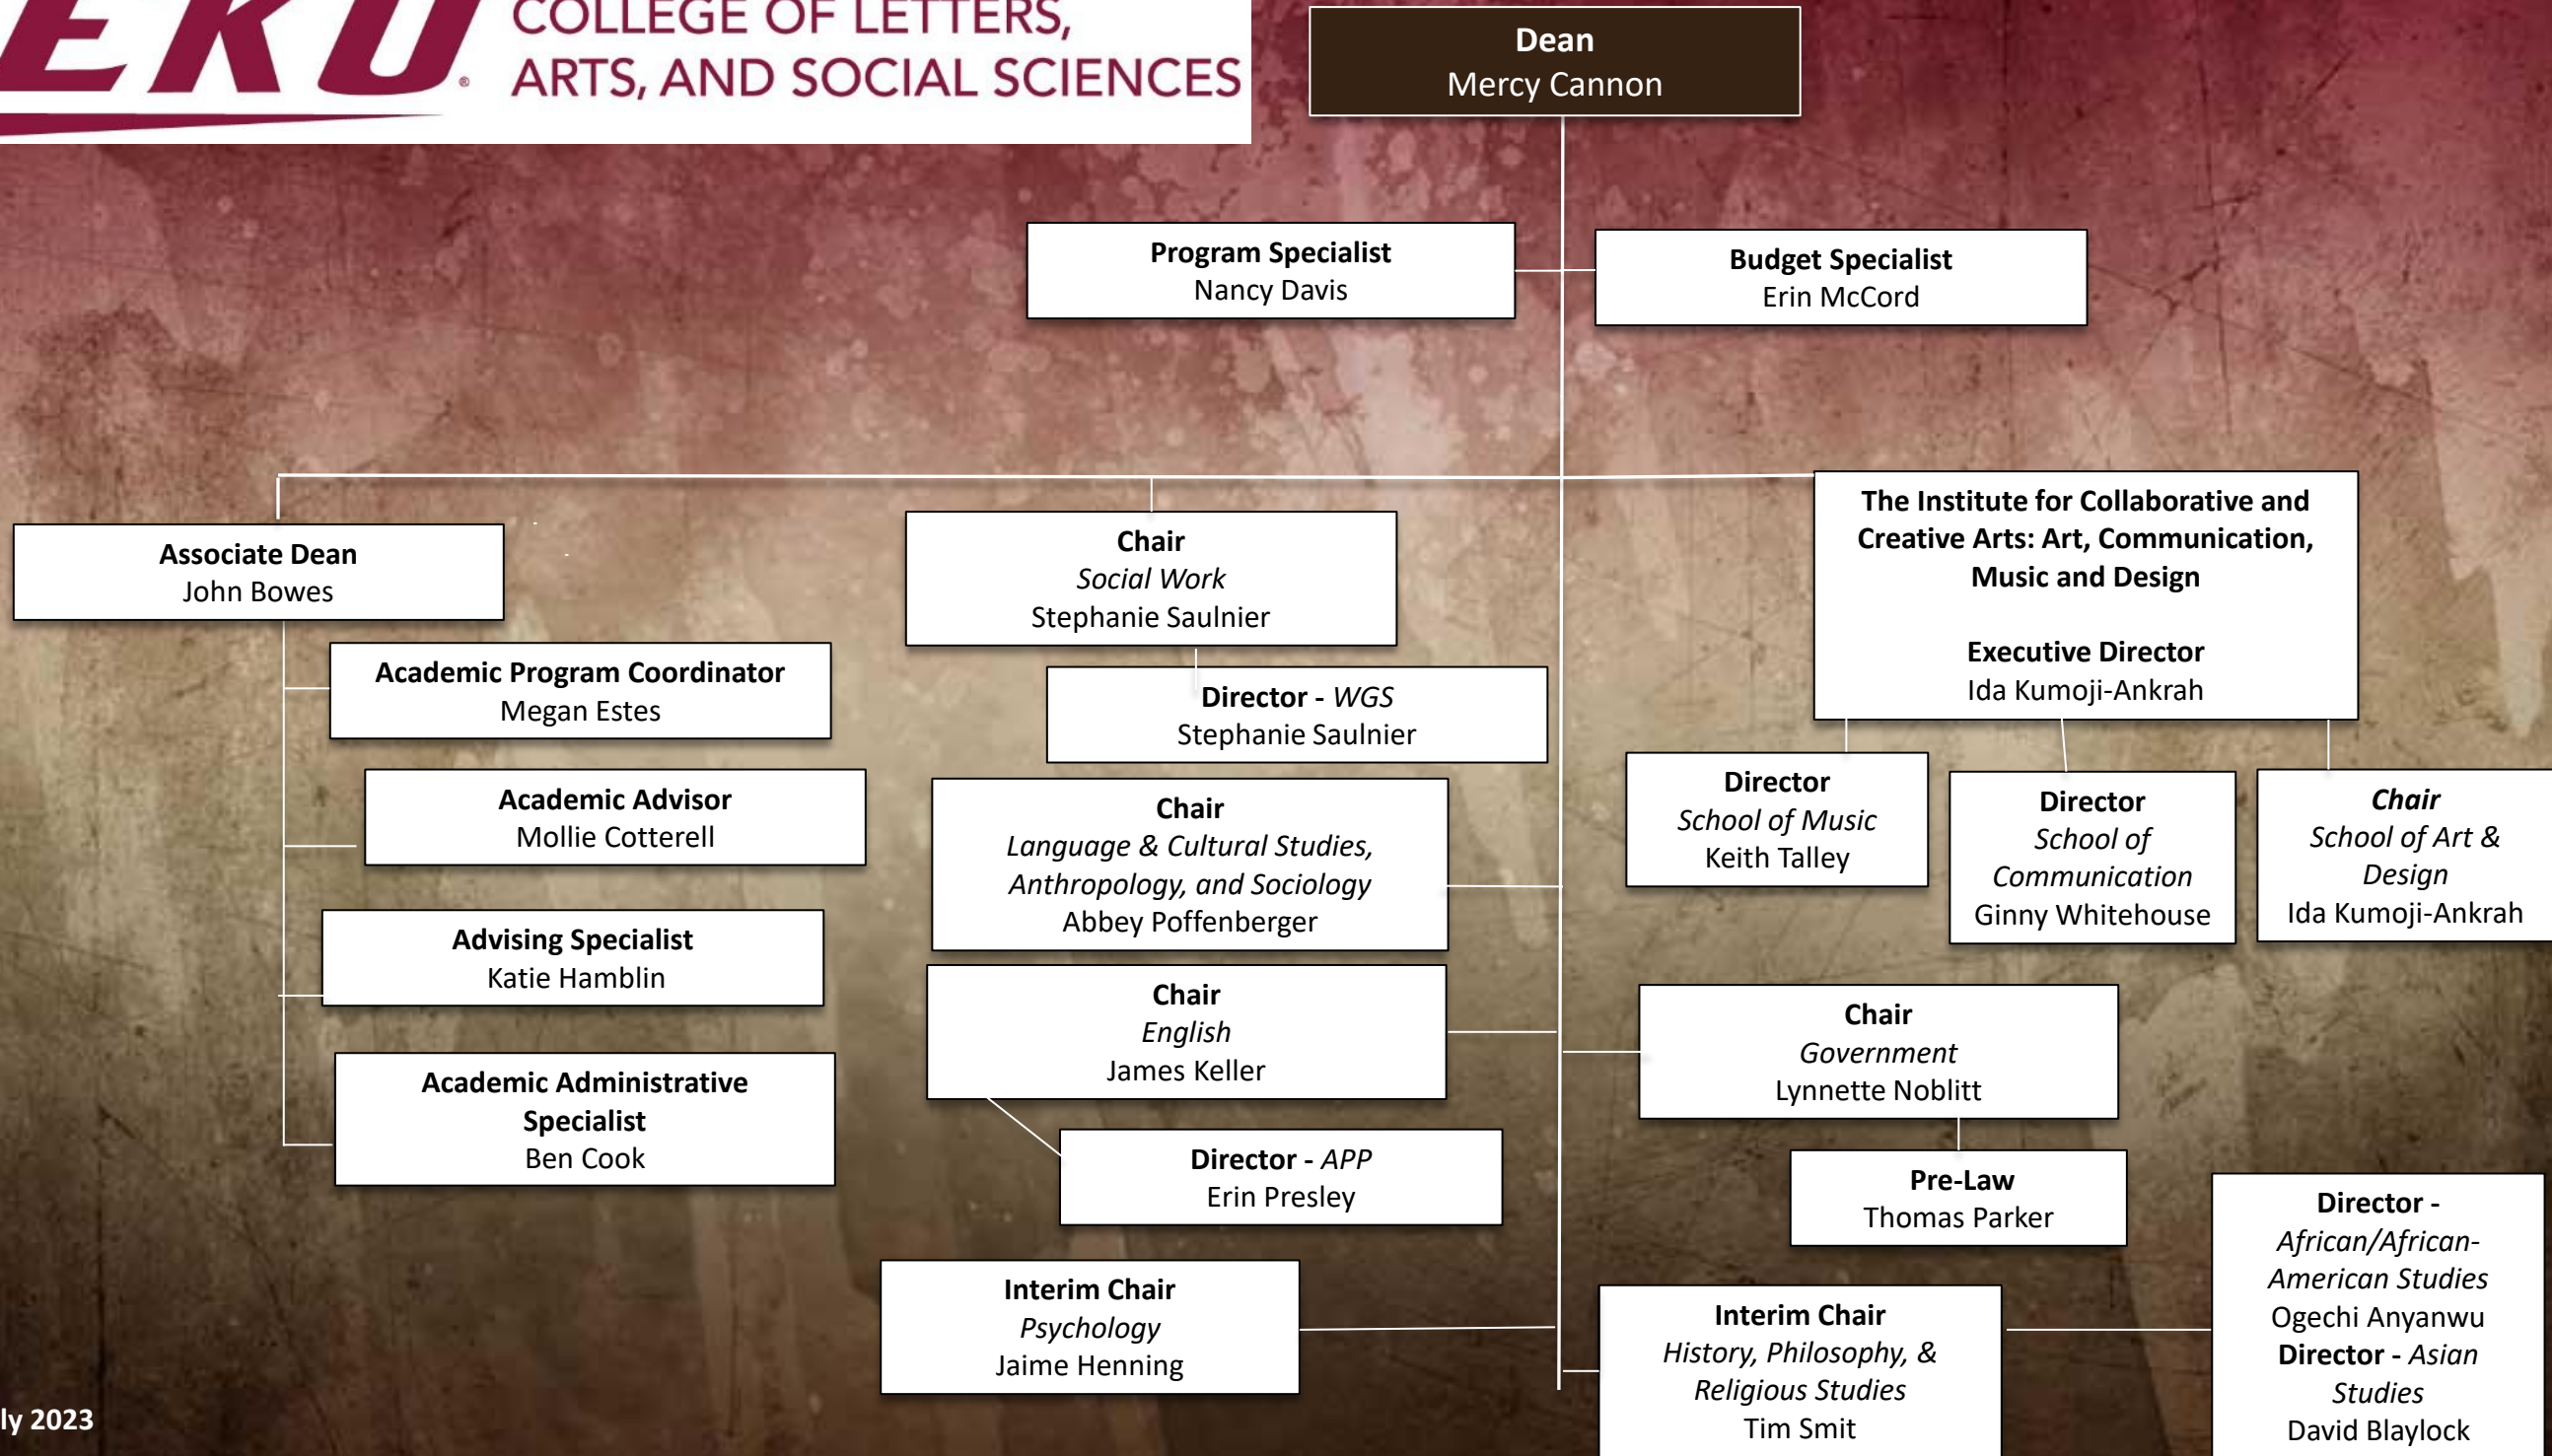 EKU®
COLLEGE OF LETTERS,
ARTS, AND SOCIAL SCIENCES
Dean
Mercy Cannon
Program Specialist
Nancy Davis
Budget Specialist
Erin McCord
Associate Dean
John Bowes
Academic Program Coordinator
Megan Estes
Academic Advisor
Mollie Cotterell
Advising Specialist
Katie Hamblin
Academic Administrative
Specialist
Ben Cook
Chair
Social Work
Stephanie Saulnier
Director - WGS
Stephanie Saulnier
Chair
Language & Cultural Studies,
Anthropology, and Sociology
Abbey Poffenberger
Chair
English
James Keller
Director - APP
Erin Presley
Interim Chair
Psychology
Jaime Henning
The Institute for Collaborative and
Creative Arts: Art, Communication,
Music and Design
Executive Director
Ida Kumoji-Ankrah
Director
School of Music
Keith Talley
Director
School of
Communication
Ginny Whitehouse
Chair
School of Art &
Design
Ida Kumoji-Ankrah
Chair
Government
Lynnette Noblitt
Pre-Law
Thomas Parker
Interim Chair
History, Philosophy, &
Religious Studies
Tim Smit
Director -
African/African-
American Studies
Ogechi Anyanwu
Director - Asian
Studies
David Blaylock
ly 2023